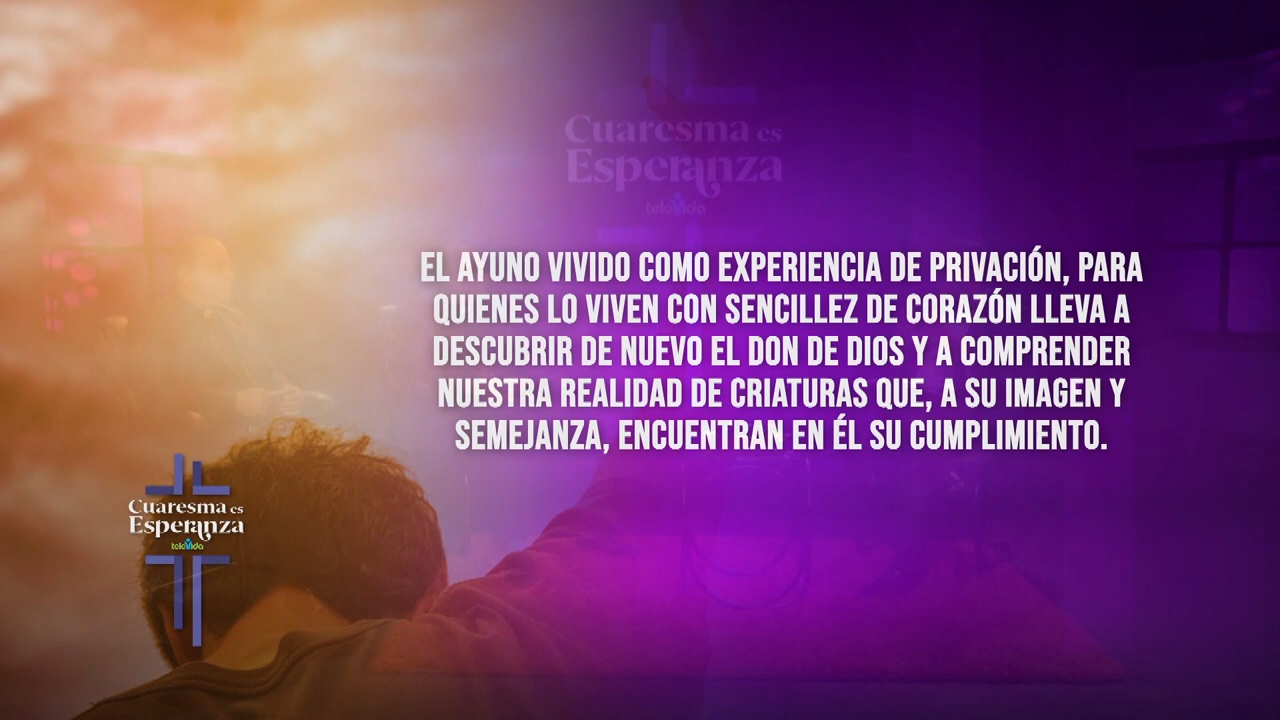 Cuaresma es
Esperanza
televida
EL AYUNO VIVIDO COMO EXPERIENCIA DE PRIVACIÓN, PARA
QUIENES LO VIVEN CON SENCILLEZ DE CORAZÓN LLEVA A
DESCUBRIR DE NUEVO EL DON DE DIOS Y A COMPRENDER
NUESTRA REALIDAD DE CRIATURAS QUE, A SU IMAGEN Y
SEMEJANZA, ENCUENTRAN EN ÉL SU CUMPLIMIENTO.
Cuaresma es
Esperanza
televida